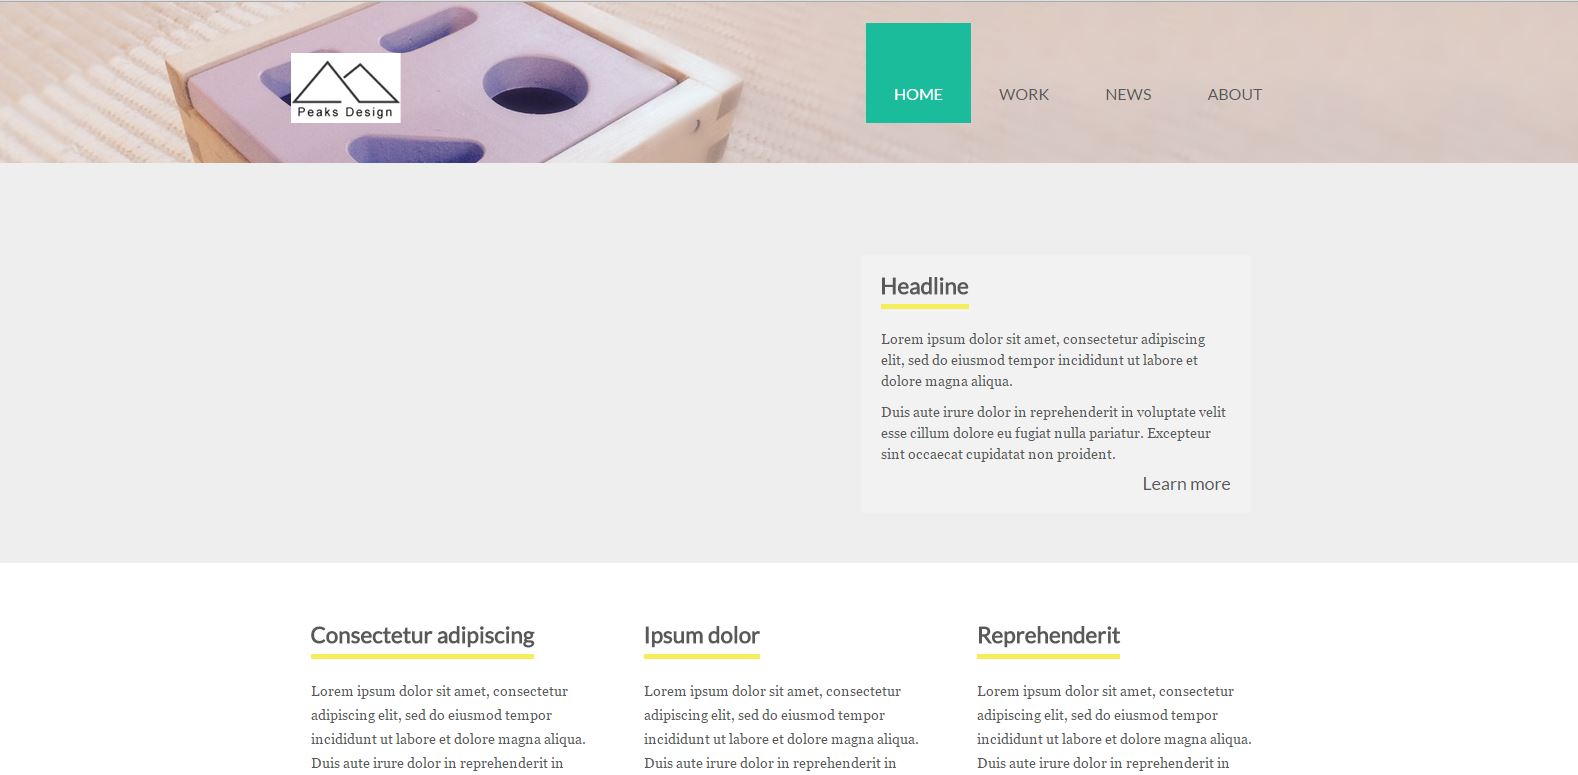 Peaks Design
HOME
WORK
NEWS
ABOUT
Headline
Lorem ipsum dolor sit amet, consectetur adipiscing
elit, sed do eiusmod tempor incididunt ut labore et
dolore magna aliqua.
Duis aute irure dolor in reprehenderit in voluptate velit
esse cillum dolore eu fugiat nulla pariatur. Excepteur
sint occaecat cupidatat non proident.
Learn more
Consectetur adipiscing
Lorem ipsum dolor sit amet, consectetur
adipiscing elit, sed do eiusmod tempor
incididunt ut labore et dolore magna aliqua.
Duis aute irure dolor in reprehenderit in
Ipsum dolor
Lorem ipsum dolor sit amet, consectetur
adipiscing elit, sed do eiusmod tempor
incididunt ut labore et dolore magna aliqua.
Duis aute irure dolor in reprehenderit in
Reprehenderit
Lorem ipsum dolor sit amet, consectetur
adipiscing elit, sed do eiusmod tempor
incididunt ut labore et dolore magna aliqua.
Duis aute irure dolor in reprehenderit in